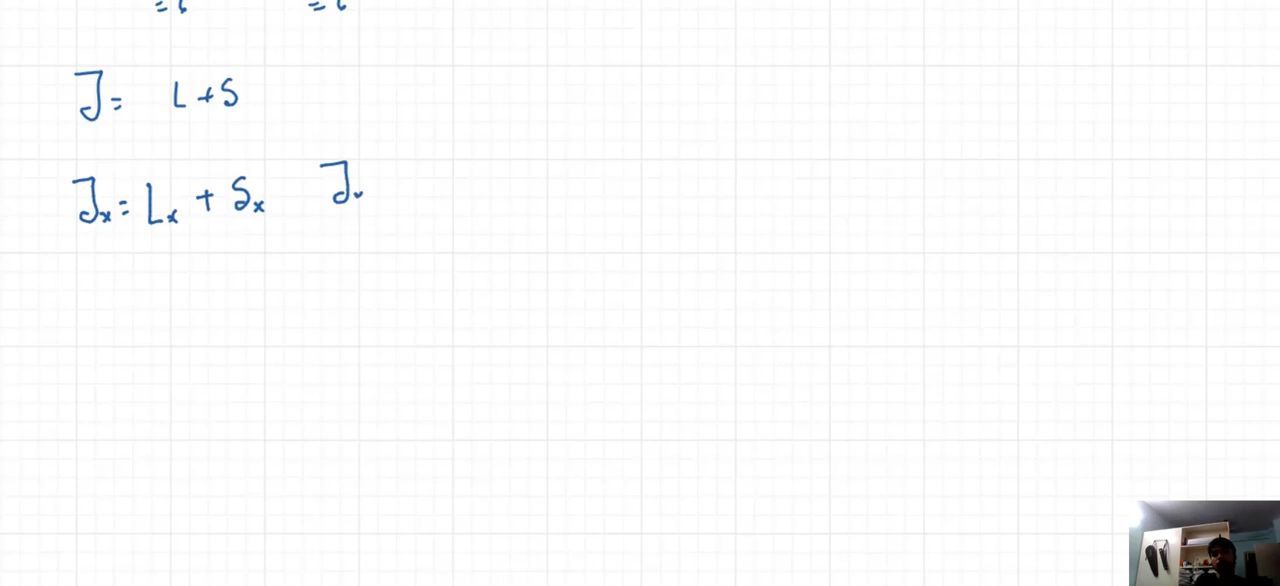 J = L + S
Jx = Lx + Sx J